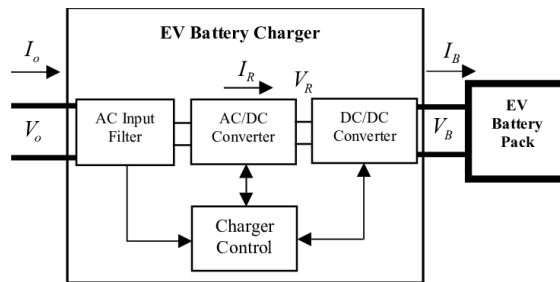 EV Battery Charger
I_o
I_R
V_R
I_B
AC Input
Filter
AC/DC
Converter
DC/DC
Converter
EV
Battery
Pack
V_o
V_B
Charger
Control